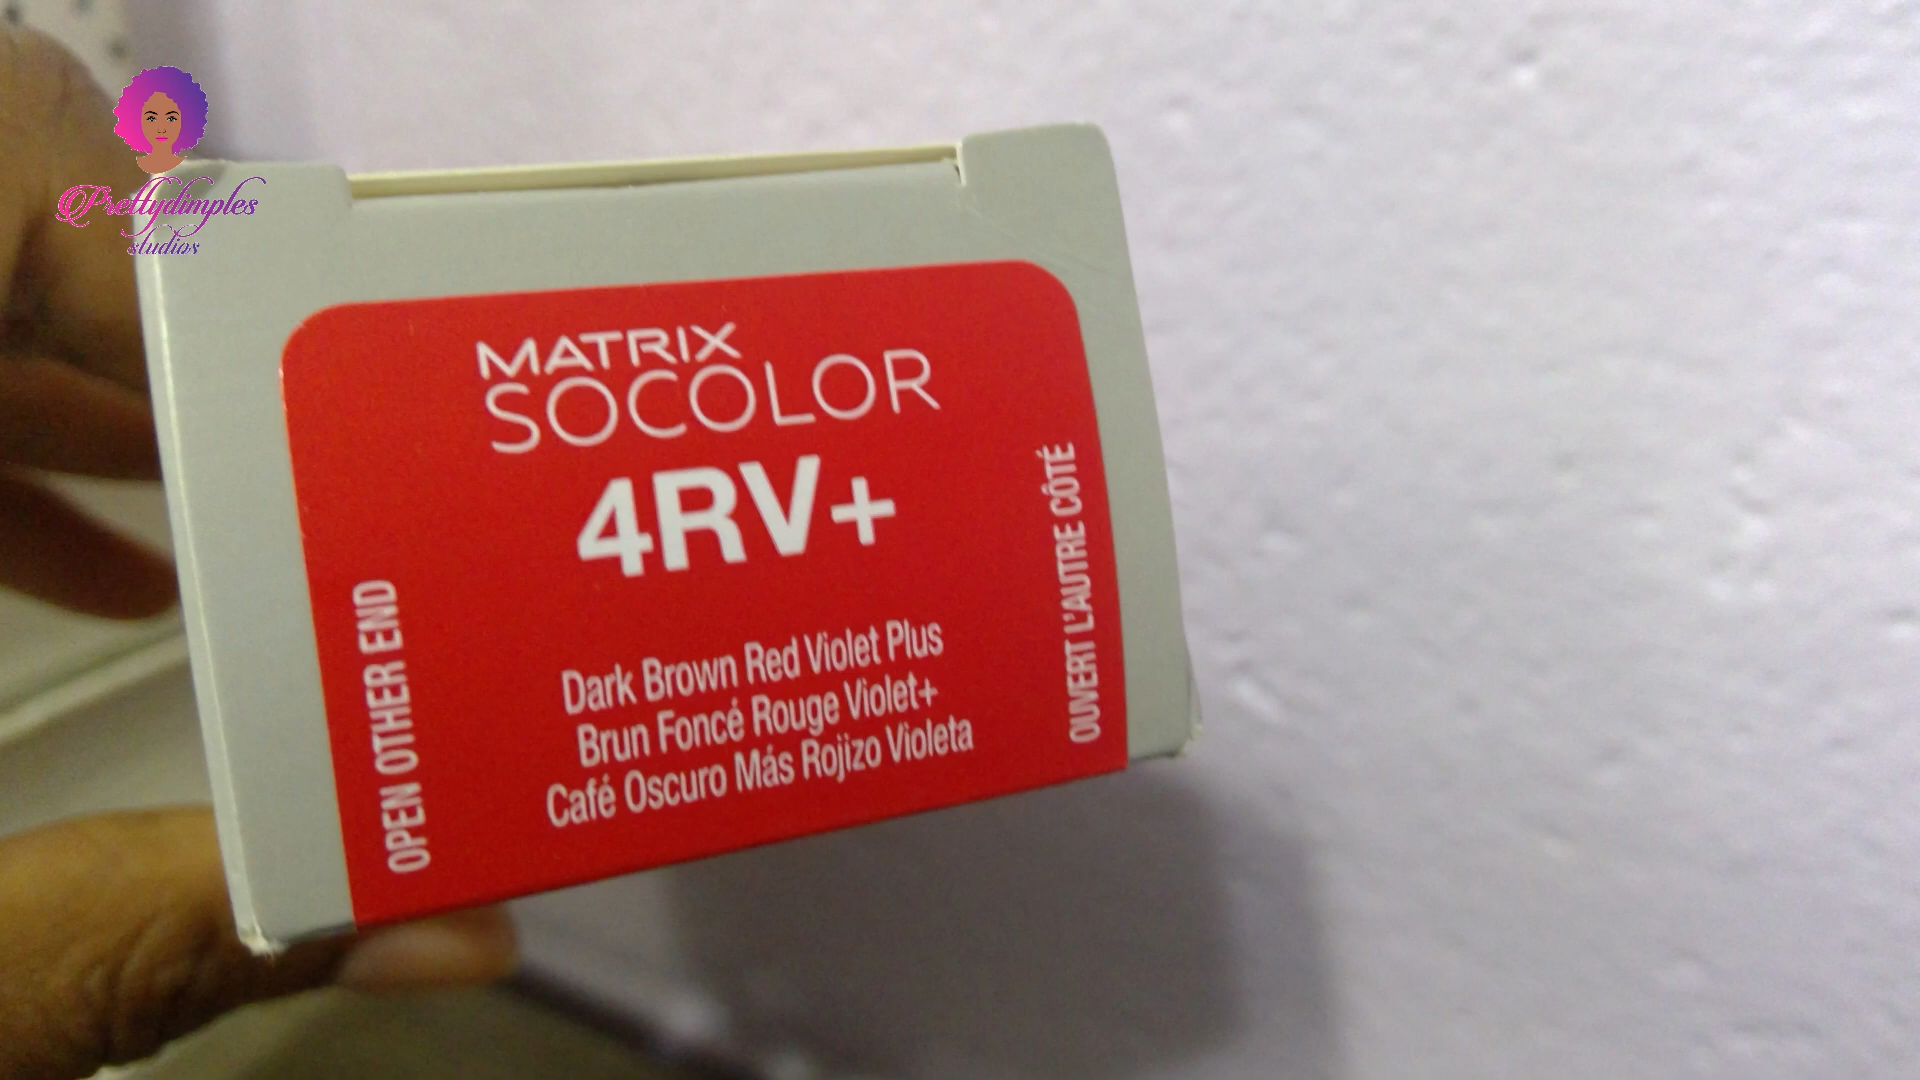 Prettydimples
studios
MATRIX
SOCOLOR
4RV+
Dark Brown Red Violet Plus
Brun Foncé Rouge Violet+
Café Oscuro Más Rojizo Violeta
OPEN OTHER END
OUVERT L'AUTRE CÔTÉ